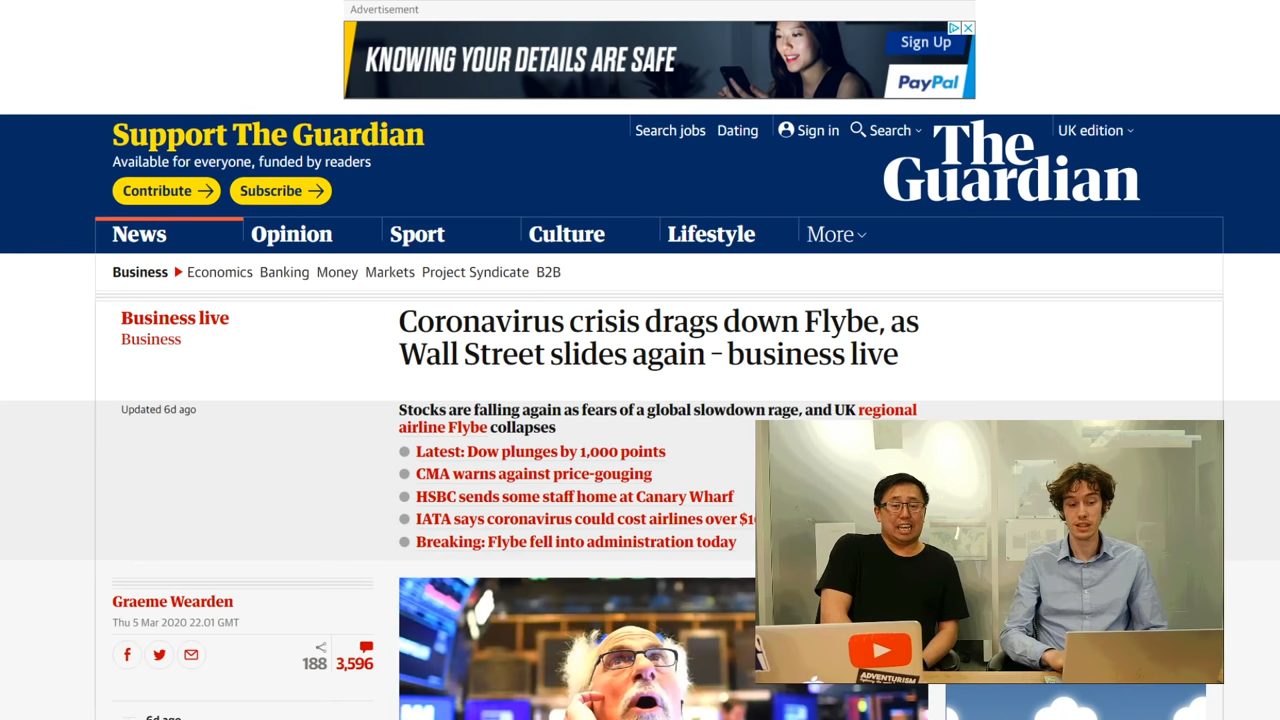 Advertisement
KNOWING YOUR DETAILS ARE SAFE
Sign Up
PayPal
Support The Guardian
Available for everyone, funded by readers
Contribute
Subscribe
Search jobs
Dating
Sign in
Search
UK edition
The
Guardian
News
Opinion
Sport
Culture
Lifestyle
More
Business
Economics
Banking
Money
Markets
Project Syndicate
B2B
Business live
Business
Coronavirus crisis drags down Flybe, as
Wall Street slides again – business live
Updated 6d ago
Stocks are falling again as fears of a global slowdown rage, and UK regional
airline Flybe collapses
Latest: Dow plunges by 1,000 points
CMA warns against price-gouging
HSBC sends some staff home at Canary Wharf
IATA says coronavirus could cost airlines over
Breaking: Flybe fell into administration today
Graeme Wearden
Thu 5 Mar 2020 22.01 GMT
188
3,596
6d ago
ADVENTURISM